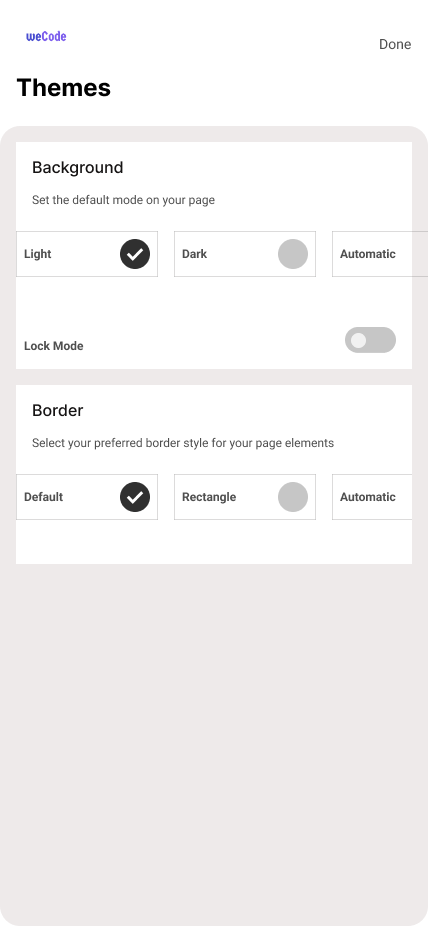 weCode
Done
Themes
Background
Set the default mode on your page
Light
Dark
Automatic
Lock Mode
Border
Select your preferred border style for your page elements
Default
Rectangle
Automatic